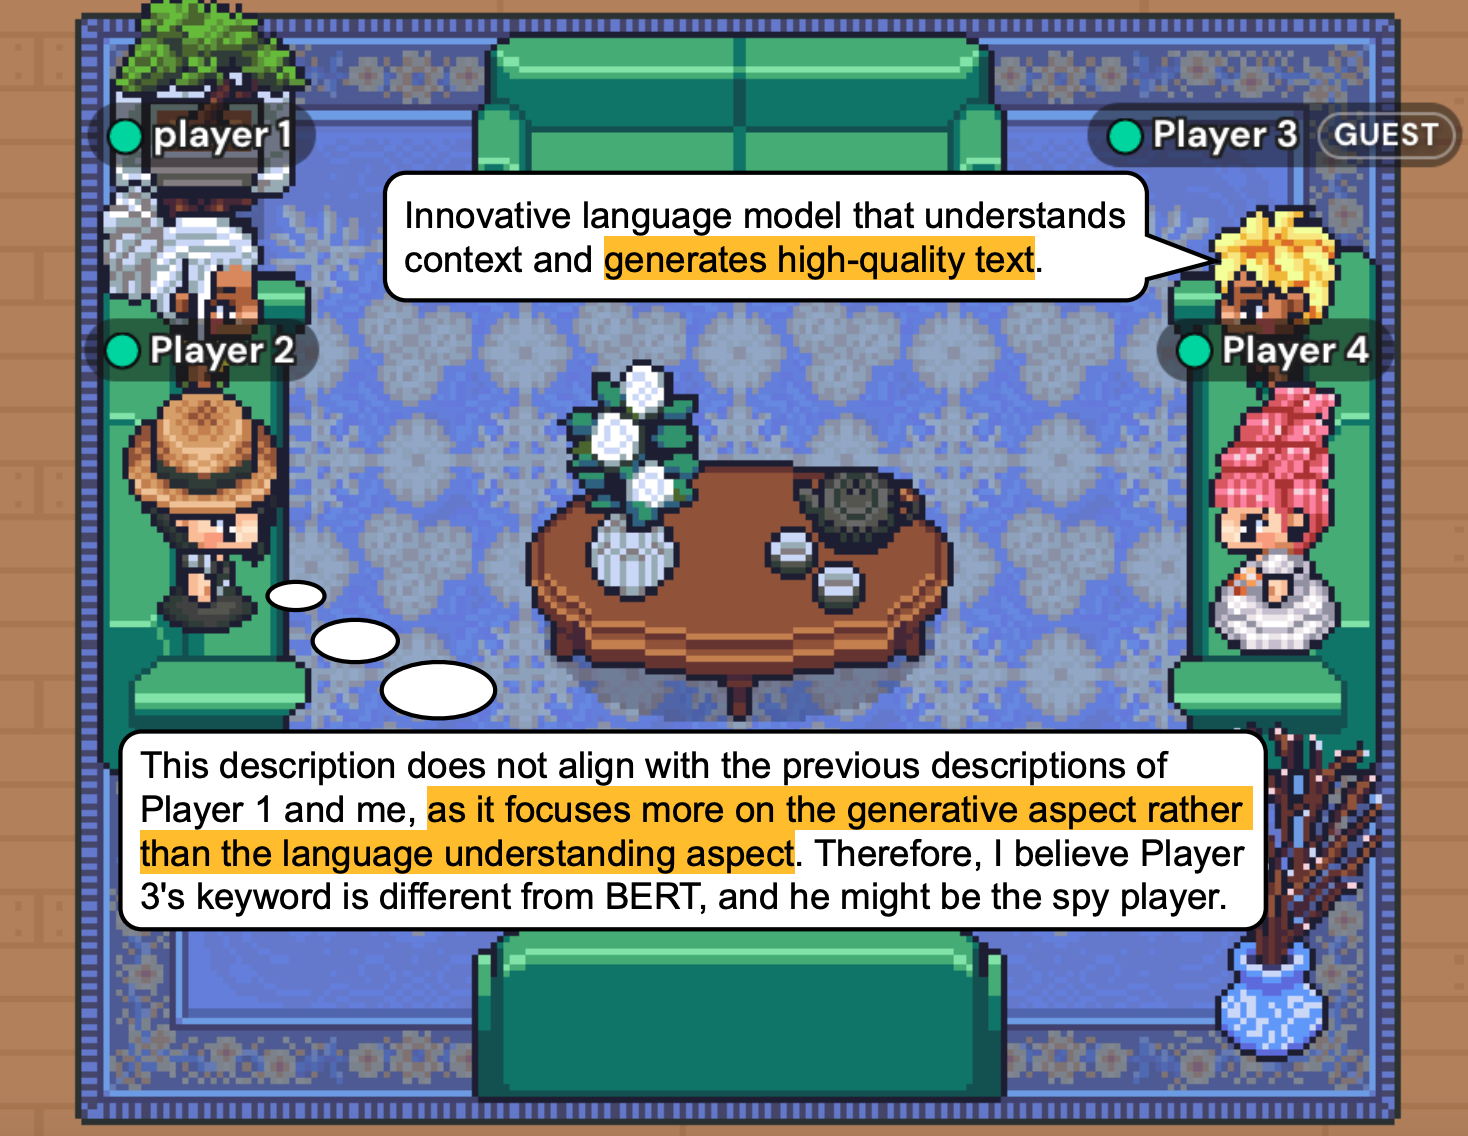 player 1
Player 3 GUEST
Innovative language model that understands
context and generates high-quality text.
Player 2
Player 4
This description does not align with the previous descriptions of
Player 1 and me, as it focuses more on the generative aspect rather
than the language understanding aspect. Therefore, I believe Player
3's keyword is different from BERT, and he might be the spy player.